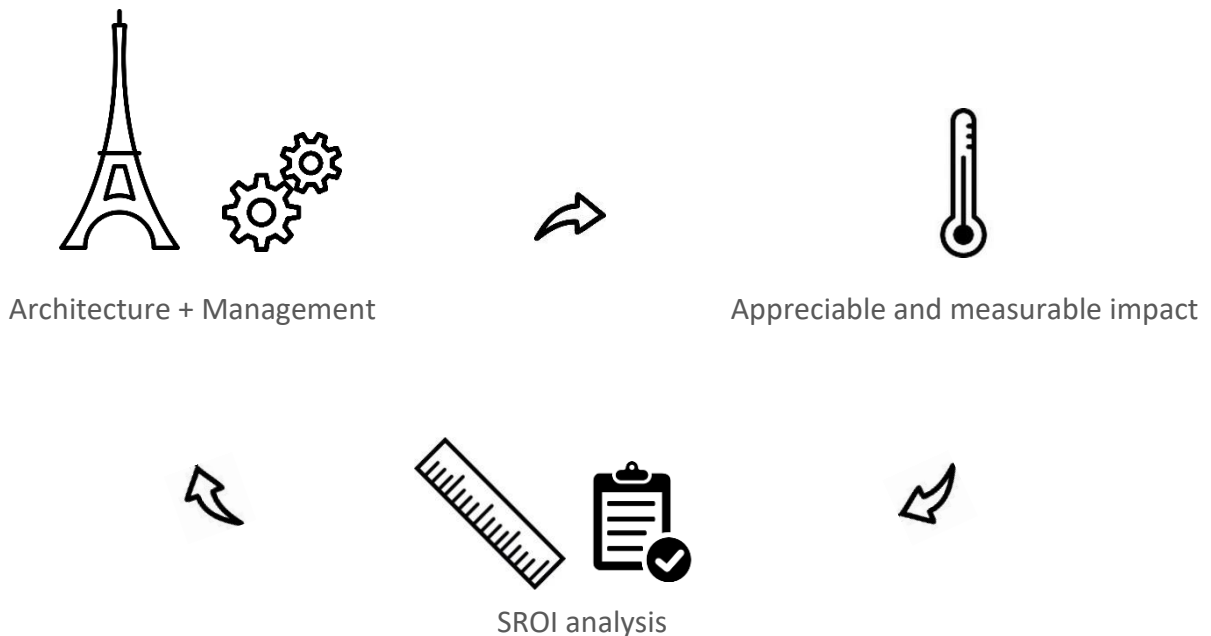 Architecture + Management
Appreciable and measurable impact
SROI analysis